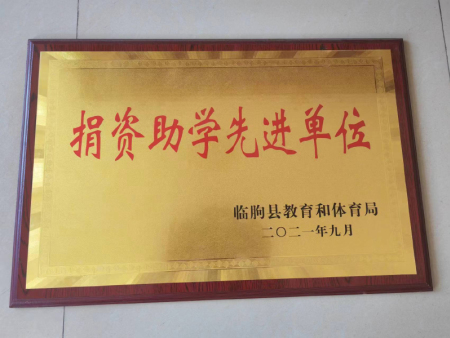 捐资助学先进单位
临朐县教育和体育局
二〇二一年九月